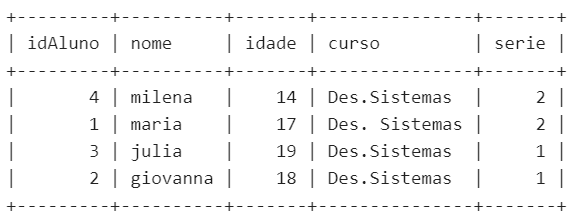 +---------+----------+-------+---------------+-------+
| idAluno | nome     | idade | curso         | serie |
+---------+----------+-------+---------------+-------+
|       4 | milena   |    14 | Des.Sistemas  |     2 |
|       1 | maria    |    17 | Des. Sistemas |     2 |
|       3 | julia    |    19 | Des.Sistemas  |     1 |
|       2 | giovanna |    18 | Des.Sistemas  |     1 |
+---------+----------+-------+---------------+-------+